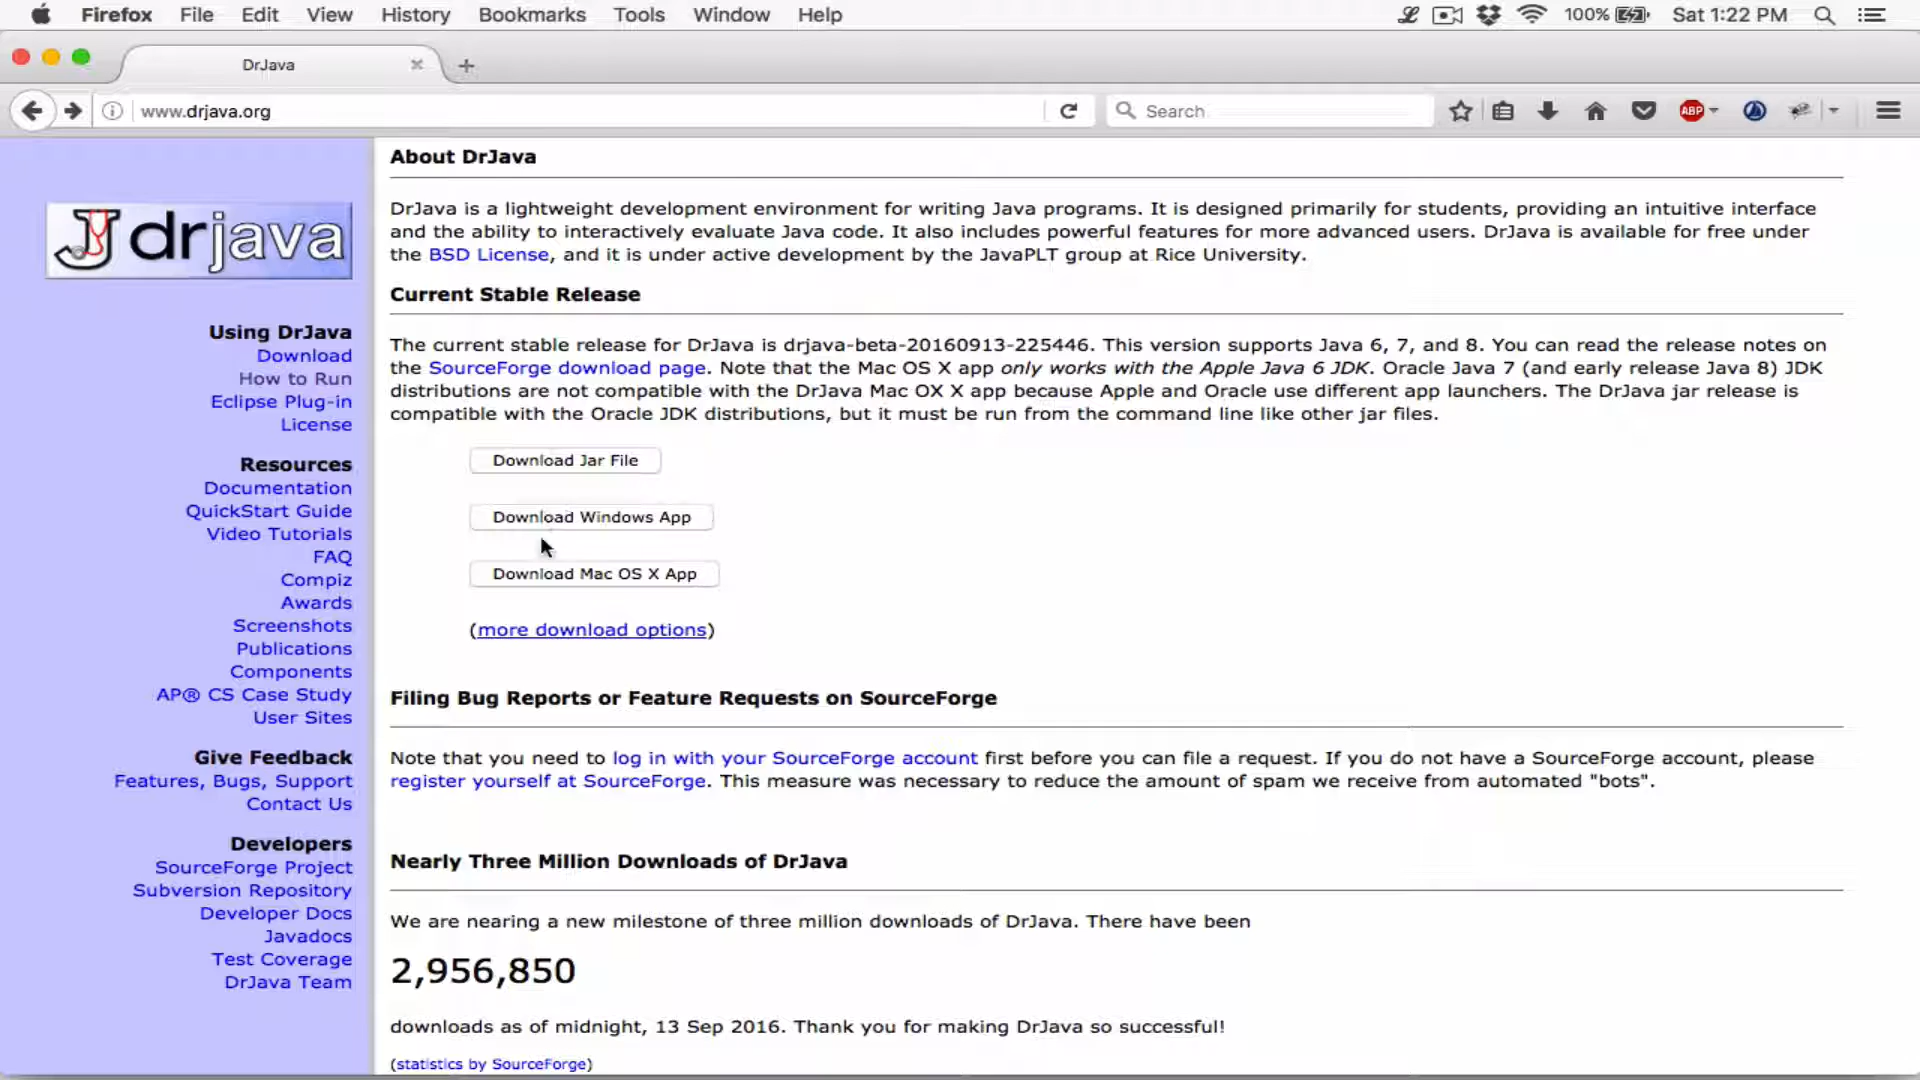 Firefox File Edit View History Bookmarks Tools Window Help 100% Sat 1:22 PM
DrJava
www.drjava.org Search ABP
drjava
Using DrJava
Download
How to Run
Eclipse Plug-in
License
Resources
Documentation
QuickStart Guide
Video Tutorials
FAQ
Compiz
Awards
Screenshots
Publications
Components
AP® CS Case Study
User Sites
Give Feedback
Features, Bugs, Support
Contact Us
Developers
SourceForge Project
Subversion Repository
Developer Docs
Javadocs
Test Coverage
DrJava Team
About DrJava
DrJava is a lightweight development environment for writing Java programs. It is designed primarily for students, providing an intuitive interface
and the ability to interactively evaluate Java code. It also includes powerful features for more advanced users. DrJava is available for free under
the BSD License, and it is under active development by the JavaPLT group at Rice University.
Current Stable Release
The current stable release for DrJava is drjava-beta-20160913-225446. This version supports Java 6, 7, and 8. You can read the release notes on
the SourceForge download page. Note that the Mac OS X app only works with the Apple Java 6 JDK. Oracle Java 7 (and early release Java 8) JDK
distributions are not compatible with the DrJava Mac OX X app because Apple and Oracle use different app launchers. The DrJava jar release is
compatible with the Oracle JDK distributions, but it must be run from the command line like other jar files.
Download Jar File
Download Windows App
Download Mac OS X App
(more download options)
Filing Bug Reports or Feature Requests on SourceForge
Note that you need to log in with your SourceForge account first before you can file a request. If you do not have a SourceForge account, please
register yourself at SourceForge. This measure was necessary to reduce the amount of spam we receive from automated "bots".
Nearly Three Million Downloads of DrJava
We are nearing a new milestone of three million downloads of DrJava. There have been
2,956,850
downloads as of midnight, 13 Sep 2016. Thank you for making DrJava so successful!
(statistics by SourceForge)